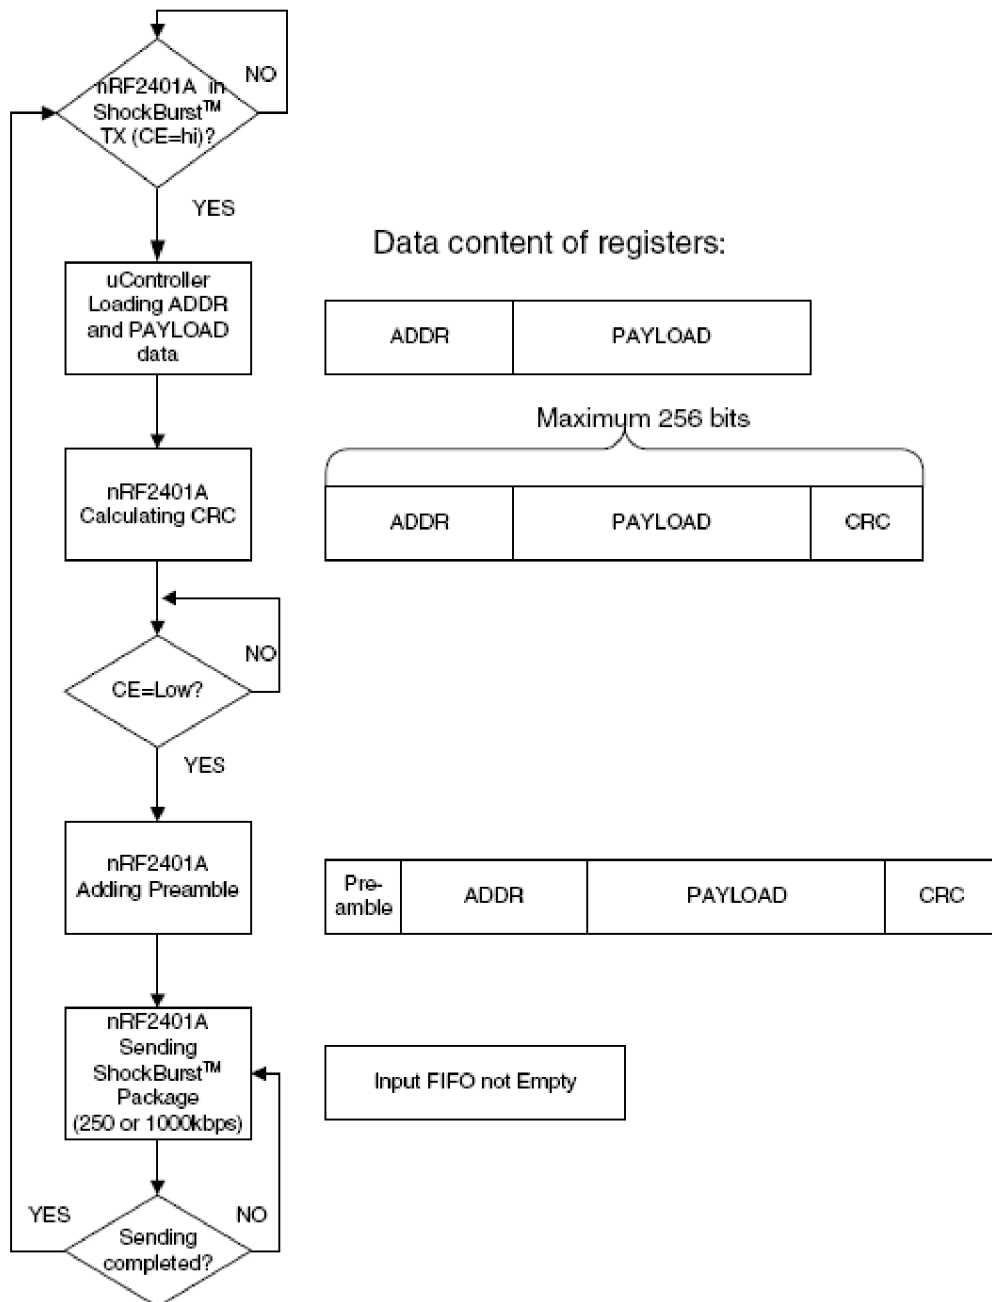 nRF2401A in
ShockBurst™
TX (CE=hi)?
NO
YES
Data content of registers:
uController
Loading ADDR
and PAYLOAD
data
ADDR PAYLOAD
Maximum 256 bits
nRF2401A
Calculating CRC
ADDR PAYLOAD CRC
NO
CE=Low?
YES
nRF2401A
Adding Preamble
Pre-
amble
ADDR PAYLOAD CRC
nRF2401A
Sending
ShockBurst™
Package
(250 or 1000kbps)
Input FIFO not Empty
YES
NO
Sending
completed?